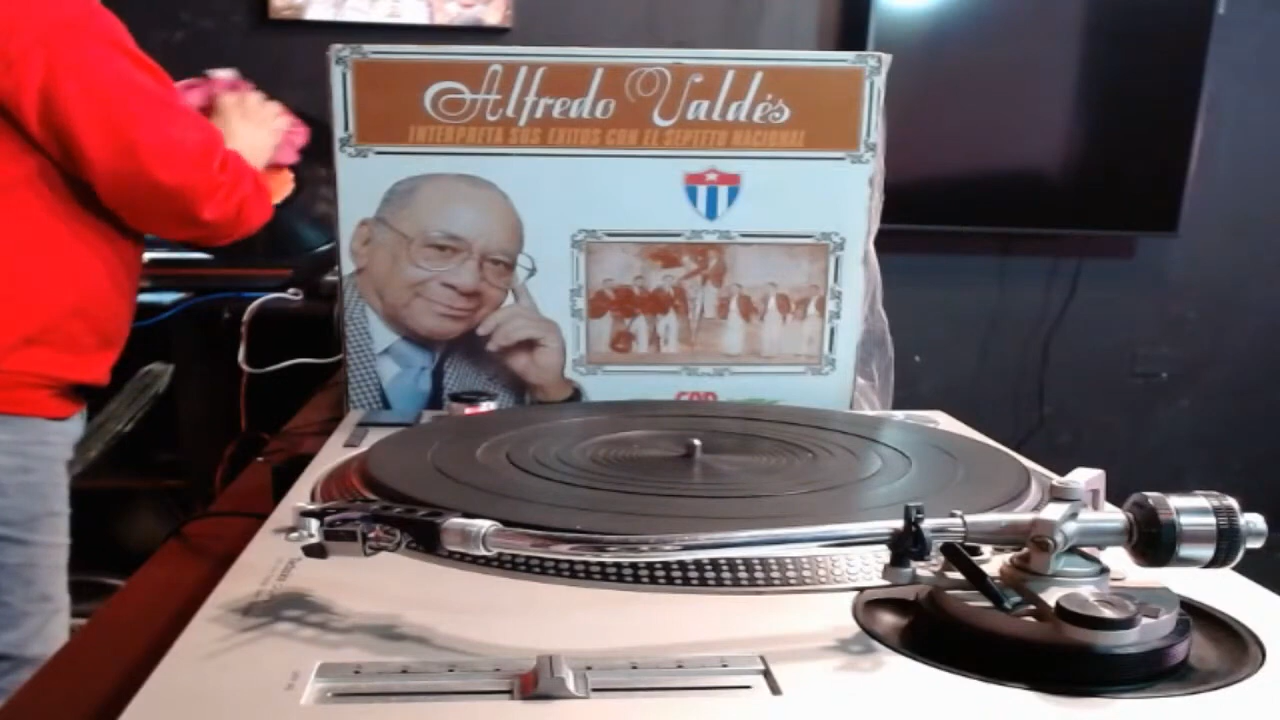 Alfredo Valdés
INTERPRETA SUS EXITOS CON EL SEPTETO NACIONAL